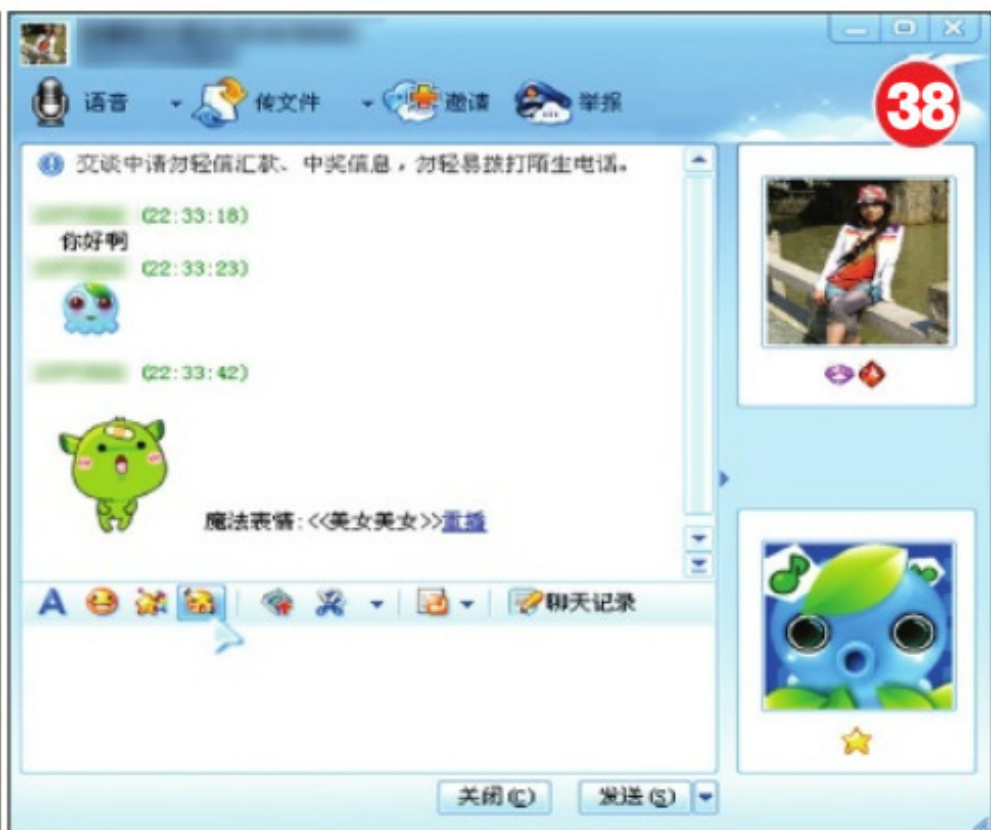 语音 传文件 邀请 举报
38
交谈中请勿轻信汇款、中奖信息，勿轻易拨打陌生电话。
(22:33:18)
你好啊
(22:33:23)
(22:33:42)
魔法表情:<<美女美女>>重播
A 聊天记录
关闭(C) 发送(S)